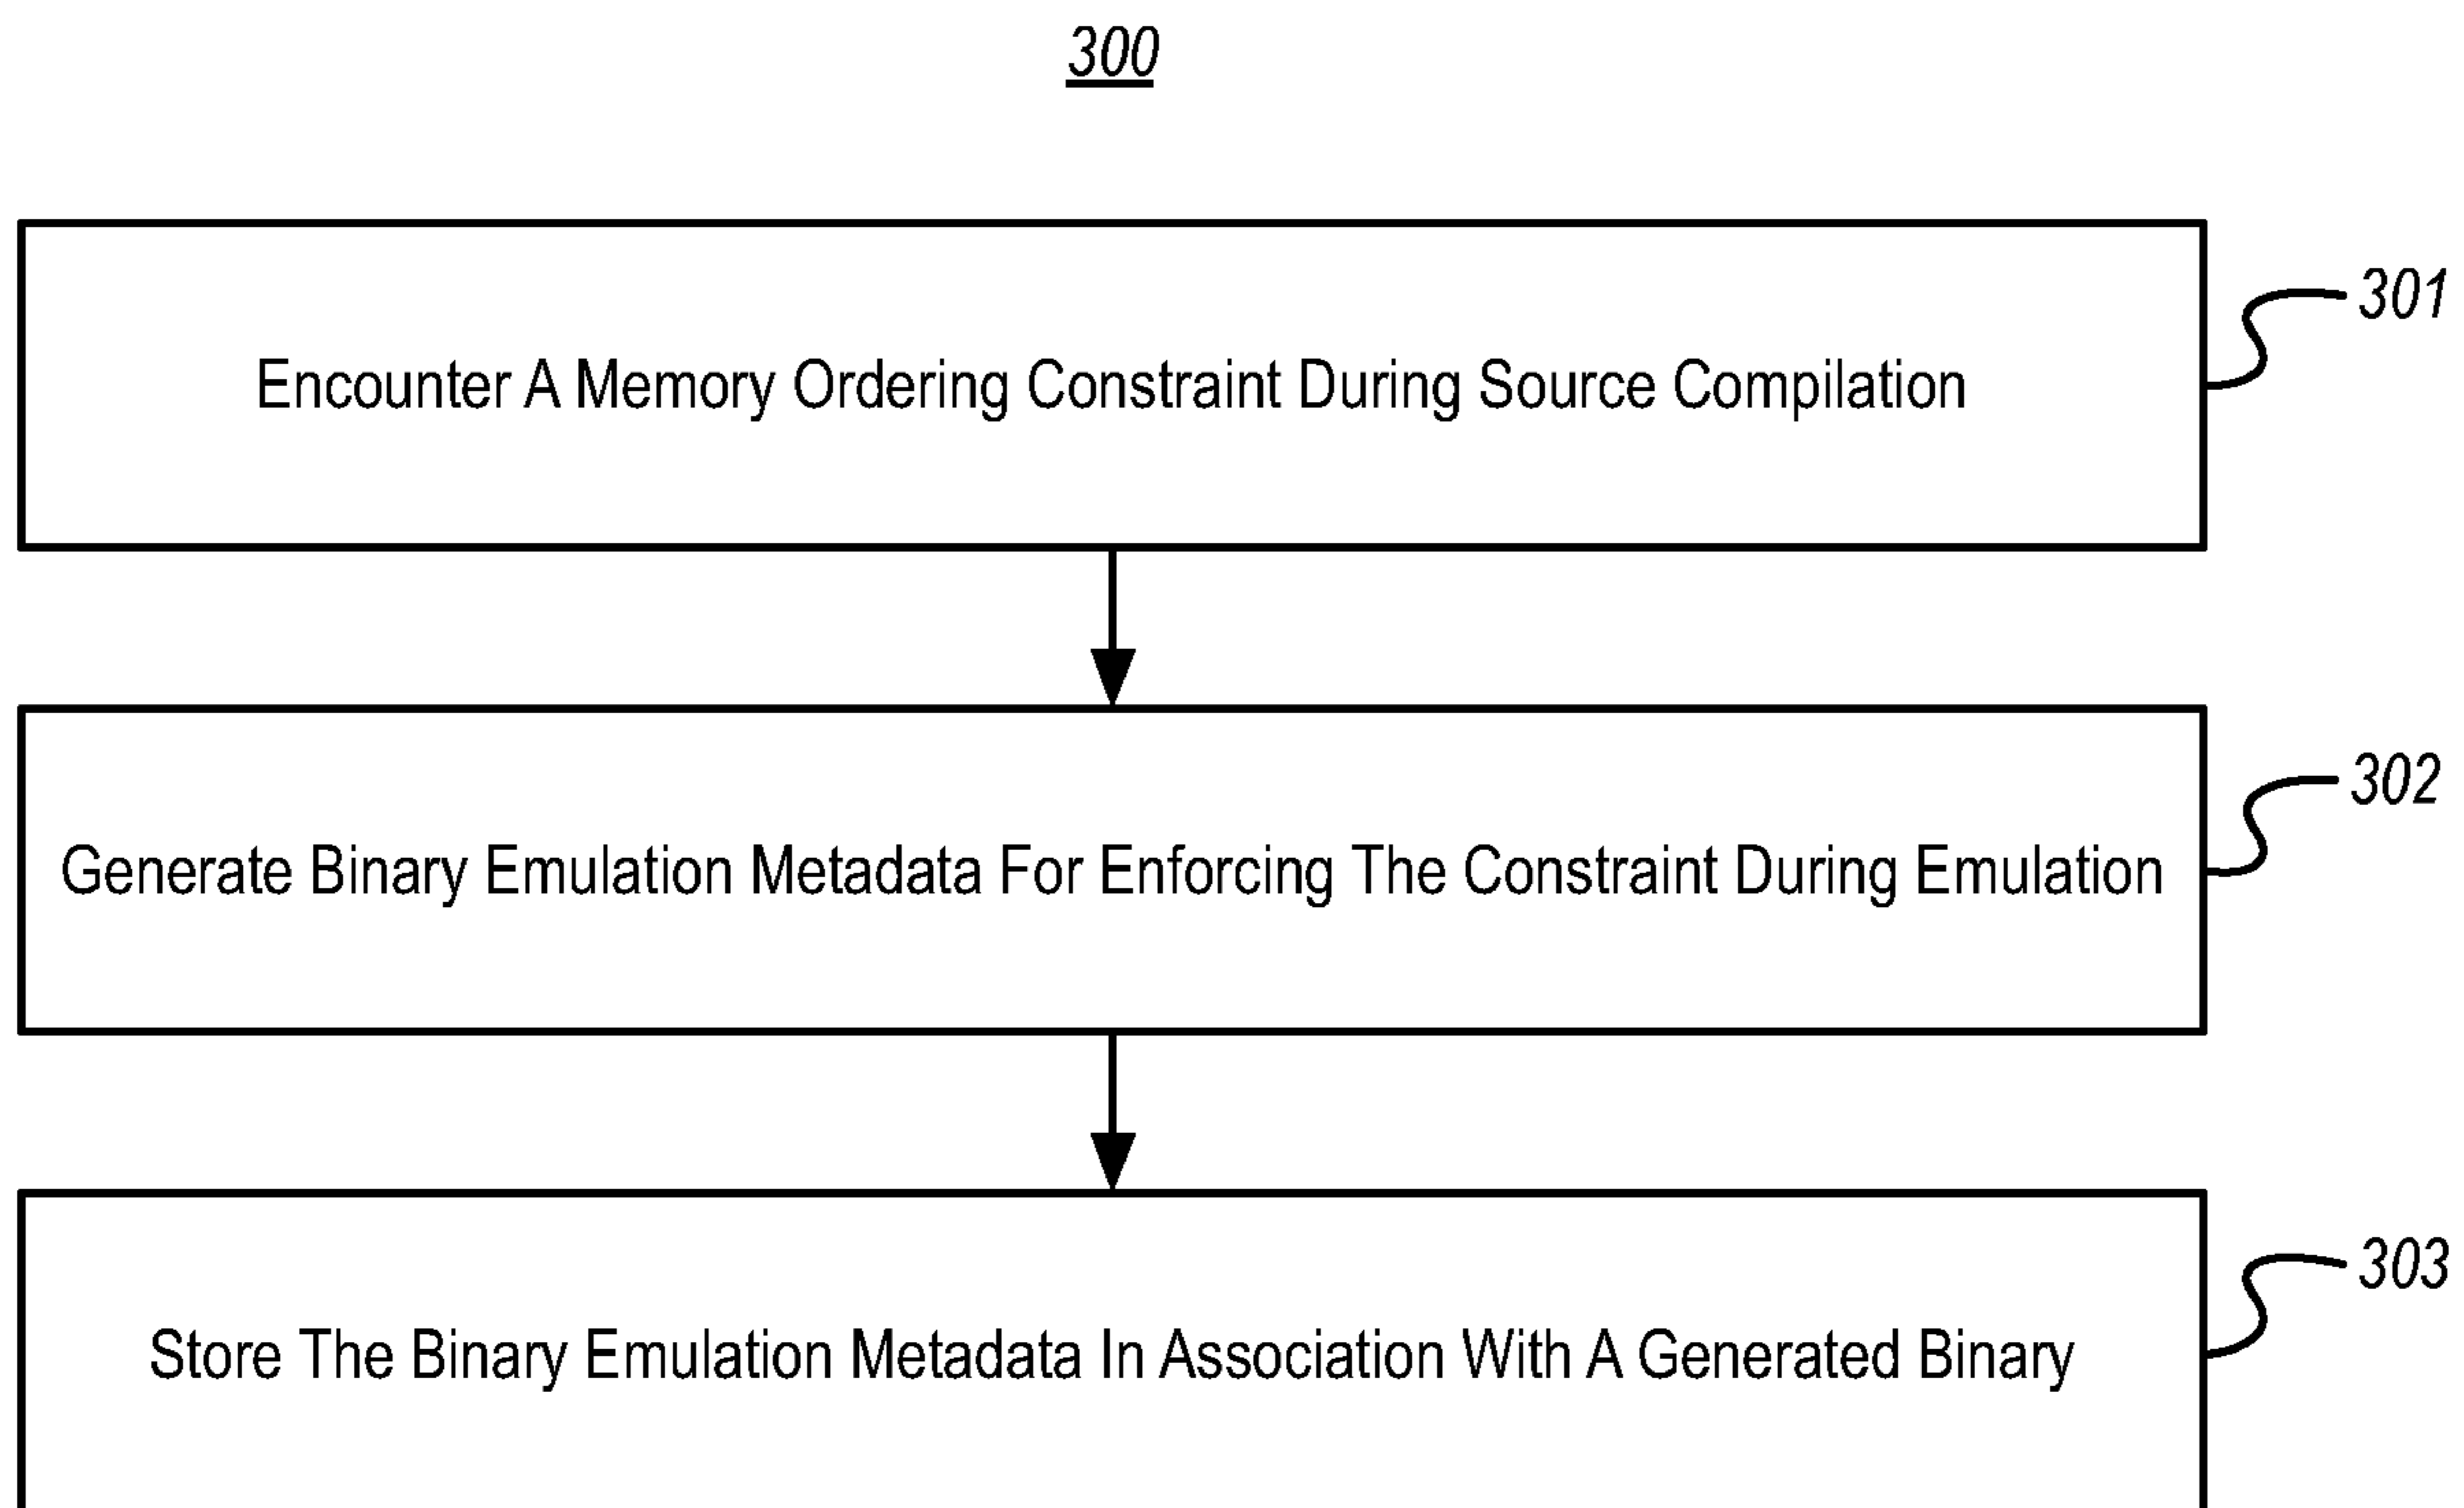 300
Encounter A Memory Ordering Constraint During Source Compilation
301
Generate Binary Emulation Metadata For Enforcing The Constraint During Emulation
302
Store The Binary Emulation Metadata In Association With A Generated Binary
303